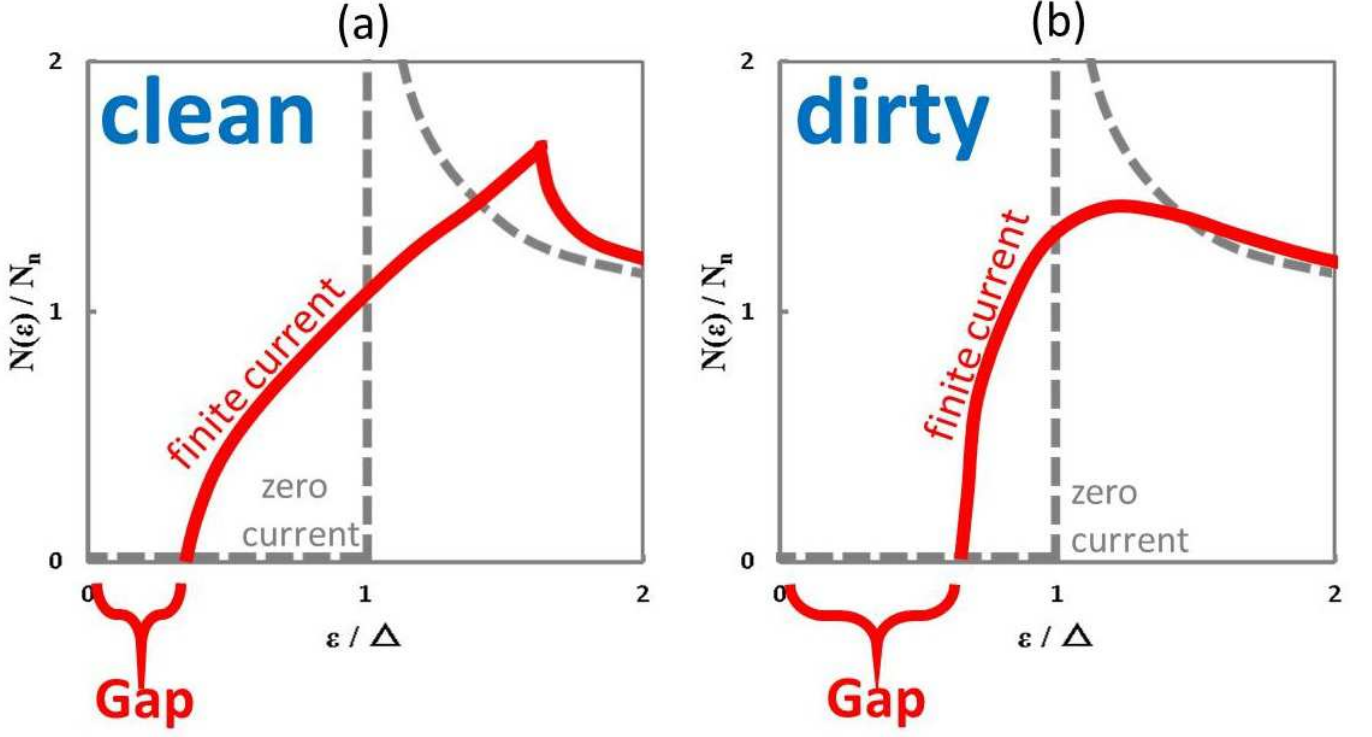 (a)
clean
2
1
0
N(ε) / Nn
finite current
zero
current
0
1
2
ε / Δ
Gap
(b)
dirty
2
1
0
N(ε) / Nn
finite current
zero
current
0
1
2
ε / Δ
Gap